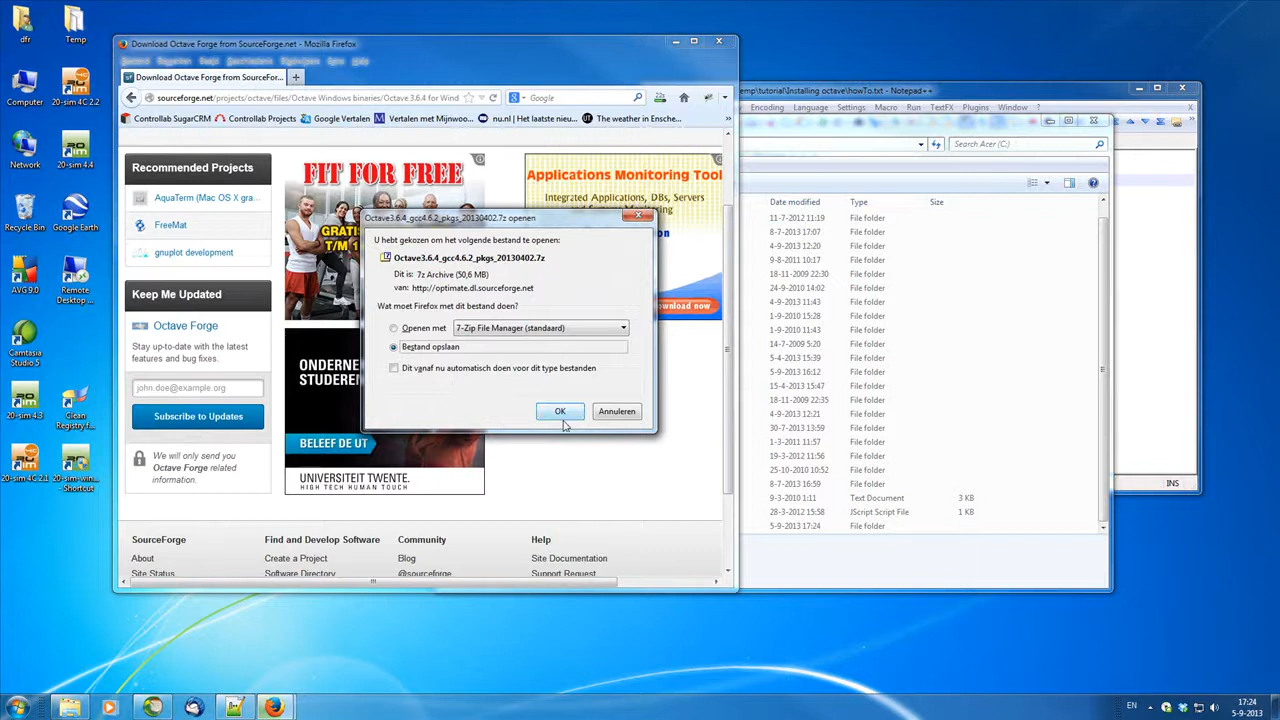 dfr
Temp
Computer
20-sim 4C 2.2
Network
20-sim 4.4
Recycle Bin
Google Earth
AVG 9.0
Remote
Desktop ...
Camtasia
Studio 5
20-sim 4.3
Clean
Registry f...
20-sim 4C 2.1
20-sim-win...
- Shortcut
Download Octave Forge from SourceForge.net - Mozilla Firefox
Download Octave Forge from SourceFor...
sourceforge.net/projects/octave/files/Octave Windows binaries/Octave 3.6.4 for Wind
Google
Controllab SugarCRM
Controllab Projects
Google Vertalen
Vertalen met Mijnwoo...
nu.nl | Het laatste nieu...
The weather in Ensche...
Recommended Projects
AquaTerm (Mac OS X gra...
FreeMat
gnuplot development
Keep Me Updated
Octave Forge
Stay up-to-date with the latest
features and bug fixes.
john.doe@example.org
Subscribe to Updates
We will only send you
Octave Forge related
information.
FIT FOR FREE
GRATIS
T/M 1
Applications Monitoring Tool
Integrated Applications, DBs, Servers
ownload now
Octave3.6.4_gcc4.6.2_pkgs_20130402.7z openen
U hebt gekozen om het volgende bestand te openen:
Octave3.6.4_gcc4.6.2_pkgs_20130402.7z
Dit is: 7z Archive (50,6 MB)
van: http://optimate.dl.sourceforge.net
Wat moet Firefox met dit bestand doen?
Openen met
7-Zip File Manager (standaard)
Bestand opslaan
Dit vanaf nu automatisch doen voor dit type bestanden
OK
Annuleren
ONDERNE
STUDEREN
BELEEF DE UT
UNIVERSITEIT TWENTE.
HIGH TECH HUMAN TOUCH
SourceForge
About
Site Status
Find and Develop Software
Create a Project
Software Directory
Community
Blog
@sourceforge
Help
Site Documentation
Support Request
emp\tutorial\Installing octave\howTo.txt - Notepad++
Encoding Language Settings Macro Run TextFX Plugins Window ?
Search Acer (C:)
Date modified Type Size
11-7-2012 11:19 File folder
8-7-2013 17:07 File folder
4-9-2013 12:20 File folder
9-8-2011 10:17 File folder
18-11-2009 22:30 File folder
24-9-2010 14:02 File folder
4-9-2013 11:43 File folder
1-9-2010 15:28 File folder
1-9-2010 11:43 File folder
14-7-2009 5:20 File folder
5-4-2013 15:39 File folder
5-9-2013 16:12 File folder
15-4-2013 15:47 File folder
18-11-2009 22:35 File folder
4-9-2013 12:21 File folder
30-7-2013 13:59 File folder
1-3-2011 11:57 File folder
19-3-2012 11:56 File folder
25-10-2010 10:52 File folder
8-7-2013 16:59 File folder
9-3-2010 1:11 Text Document 3 KB
28-3-2012 15:58 JScript Script File 1 KB
5-9-2013 17:24 File folder
INS
EN
17:24
5-9-2013